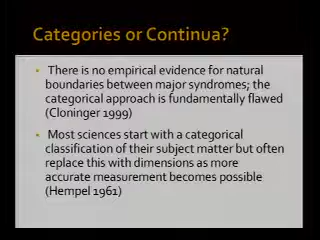 Categories or Continua?
There is no empirical evidence for natural
boundaries between major syndromes; the
categorical approach is fundamentally flawed
(Cloninger 1999)
Most sciences start with a categorical
classification of their subject matter but often
replace this with dimensions as more
accurate measurement becomes possible
(Hempel 1961)